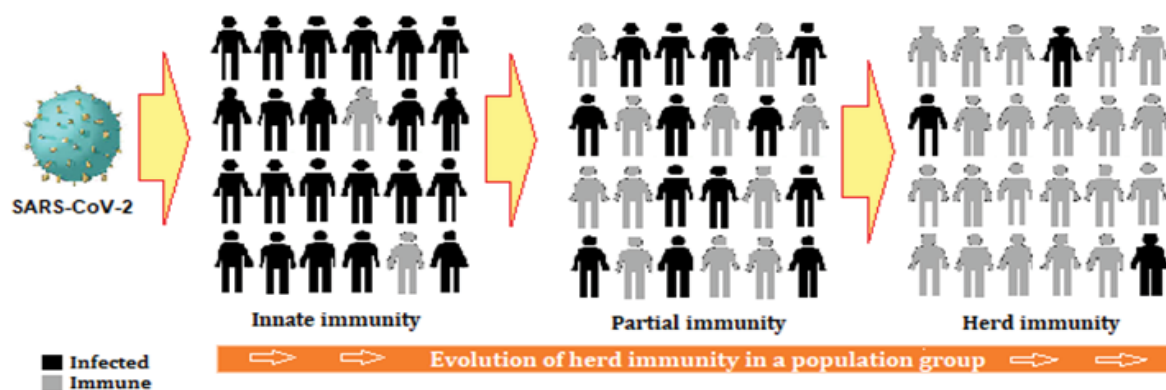 SARS-CoV-2
Innate immunity
Partial immunity
Herd immunity
Infected
Immune
Evolution of herd immunity in a population group